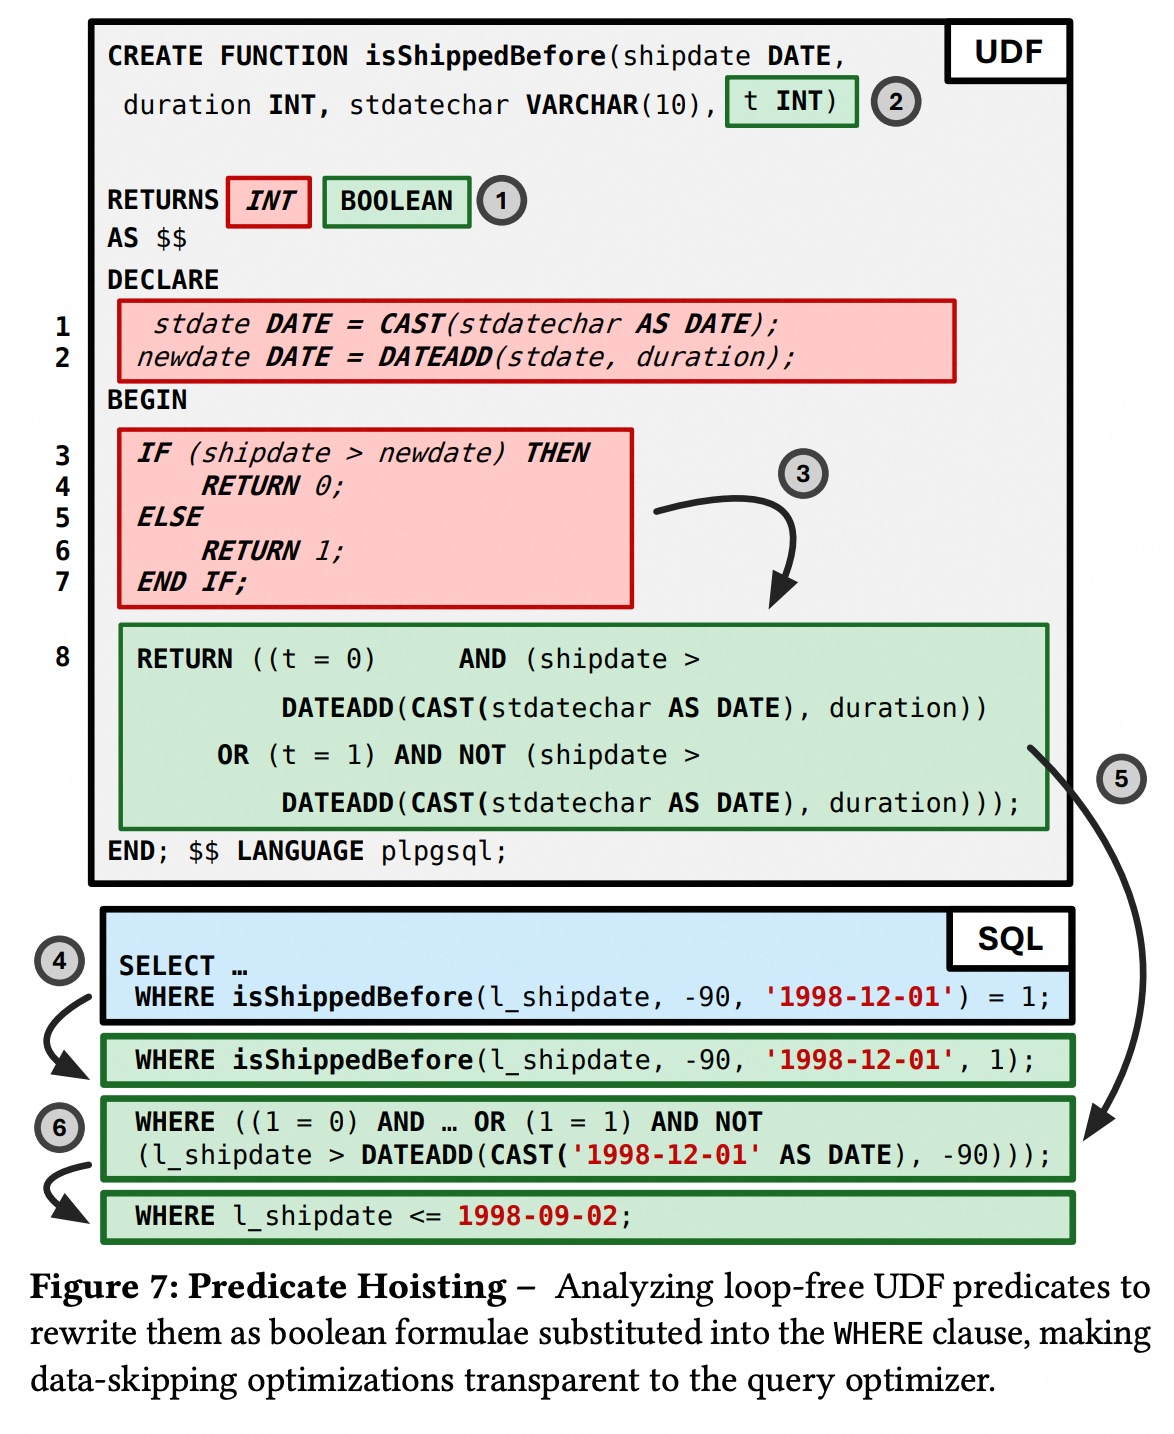 UDF
CREATE FUNCTION isShippedBefore(shipdate DATE,
duration INT, stdatechar VARCHAR(10), t INT) 2
RETURNS INT BOOLEAN 1
AS $$
DECLARE
1 stdate DATE = CAST(stdatechar AS DATE);
2 newdate DATE = DATEADD(stdate, duration);
BEGIN
3 IF (shipdate > newdate) THEN
4 RETURN 0;
5 ELSE
6 RETURN 1;
7 END IF;
3
8 RETURN ((t = 0) AND (shipdate >
DATEADD(CAST(stdatechar AS DATE), duration))
OR (t = 1) AND NOT (shipdate >
DATEADD(CAST(stdatechar AS DATE), duration)));
5
END; $$ LANGUAGE plpgsql;
SQL
4
SELECT …
WHERE isShippedBefore(l_shipdate, -90, '1998-12-01') = 1;
WHERE isShippedBefore(l_shipdate, -90, '1998-12-01', 1);
6
WHERE ((1 = 0) AND … OR (1 = 1) AND NOT
(l_shipdate > DATEADD(CAST('1998-12-01' AS DATE), -90)));
WHERE l_shipdate <= 1998-09-02;
Figure 7: Predicate Hoisting – Analyzing loop-free UDF predicates to
rewrite them as boolean formulae substituted into the WHERE clause, making
data-skipping optimizations transparent to the query optimizer.